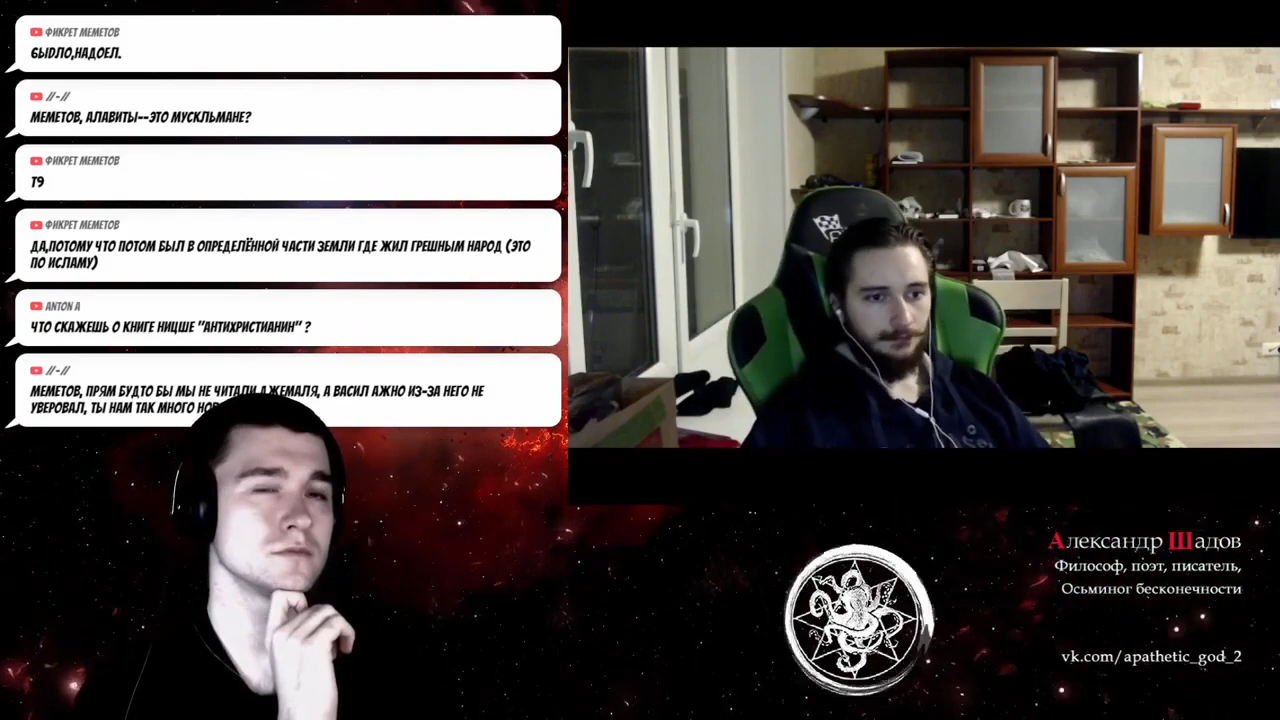 ФИКРЕТ МЕМЕТОВ
БЫDЛО,НАДОЕЛ.
//-//
МЕМЕТОВ, АЛАВИТЫ--ЭТО МУСКЛЬМАНЕ?
ФИКРЕТ МЕМЕТОВ
Т9
ФИКРЕТ МЕМЕТОВ
ДА,ПОТОМУ ЧТО ПОТОМ БЫЛ В ОПРЕДЕЛЁННОЙ ЧАСТИ ЗЕМЛИ ГДЕ ЖИЛ ГРЕШНЫМ НАРОД (ЭТО
ПО ИСЛАМУ)
ANTON A
ЧТО СКАЖЕШЬ О КНИГЕ НИЦШЕ "АНТИХРИСТИАНИН" ?
//-//
МЕМЕТОВ, ПРЯМ БУДТО БЫ МЫ НЕ ЧИТАЛИ ДЖЕМАЛЯ, А ВАСИЛ АЖНО ИЗ-ЗА НЕГО НЕ
УВЕРОВАЛ, ТЫ НАМ ТАК МНОГО
Александр Шадов
Философ, поэт, писатель,
Осьминог бесконечности
vk.com/apathetic_god_2